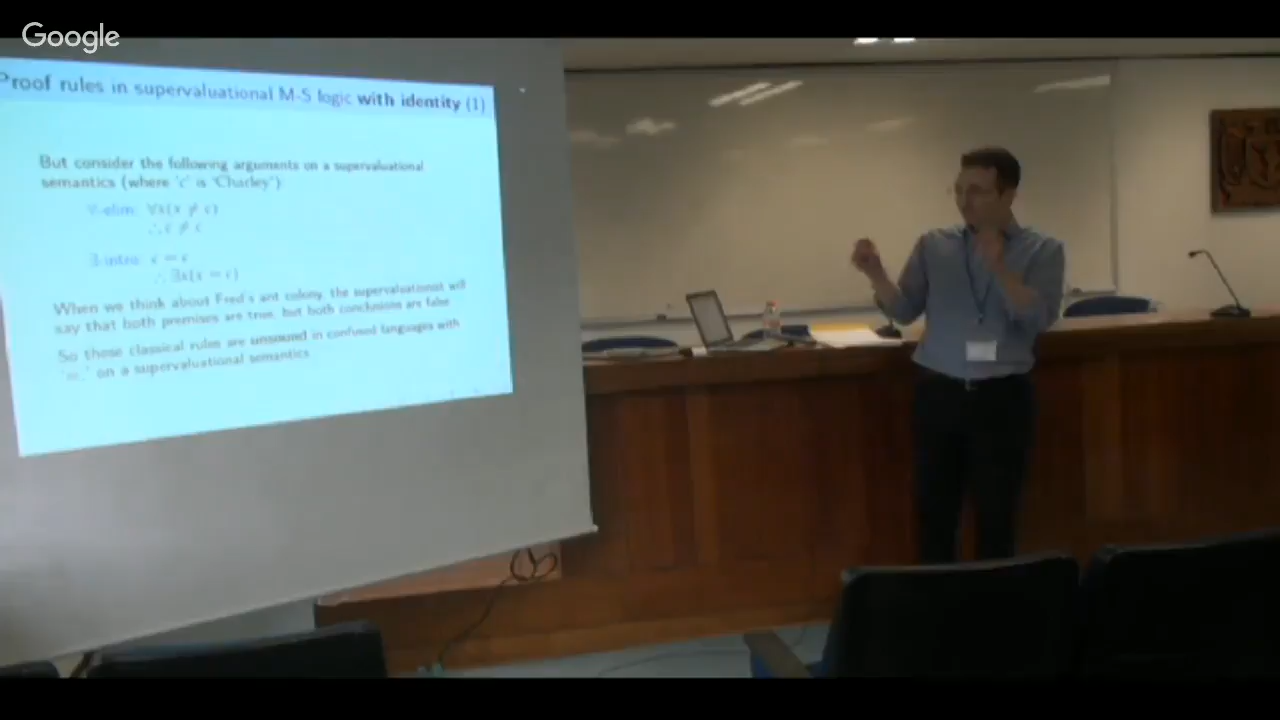 Google
Proof rules in supervaluational M-S logic with identity (1)
But consider the following arguments on a supervaluational
semantics (where 'c' is 'Charley')
∀-elim: ∀x(x ≠ c)
∴ c ≠ c
∃-intro: c = c
∴ ∃x(x = c)
When we think about Fred's ant colony, the supervaluationist will
say that both premises are true, but both conclusions are false
So these classical rules are unsound in confused languages with
'=' on a supervaluational semantics